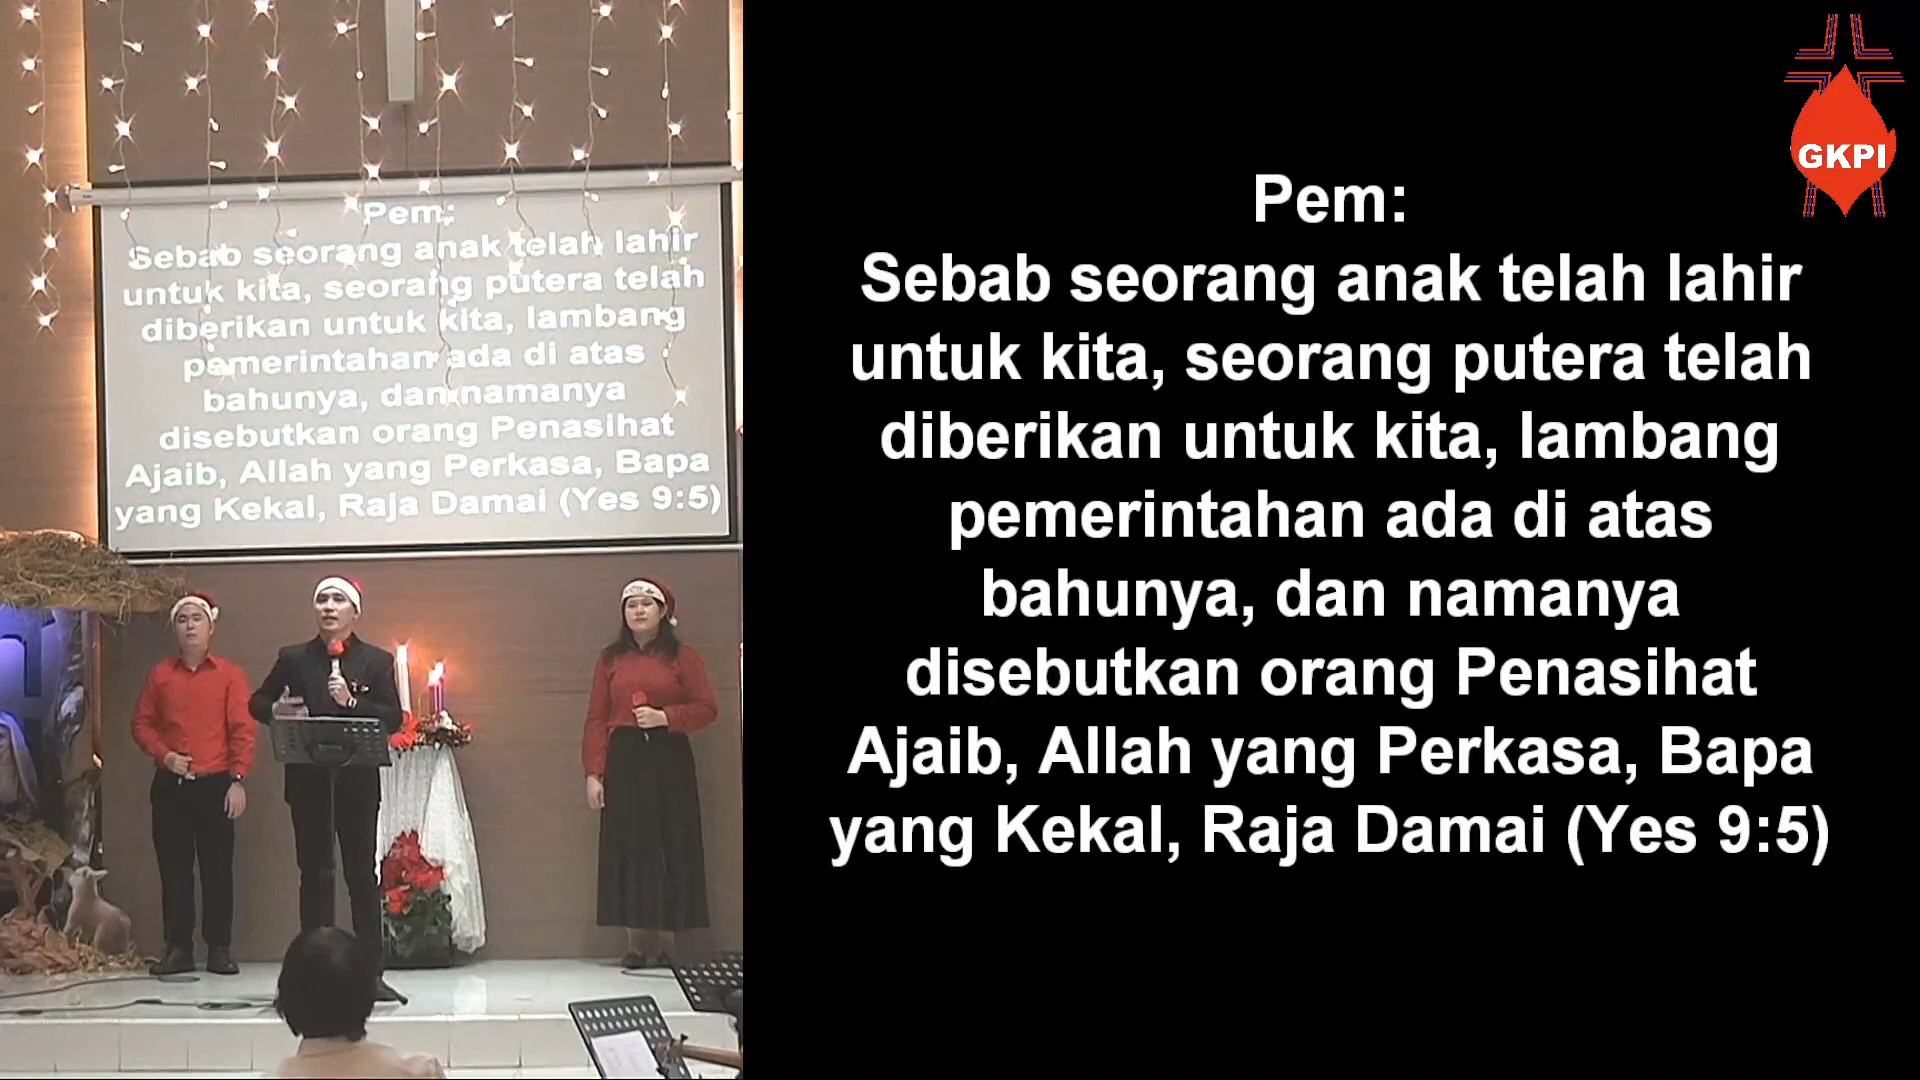 Pem:
Sebab seorang anak telah lahir
untuk kita, seorang putera telah
diberikan untuk kita, lambang
pemerintahan ada di atas
bahunya, dan namanya
disebutkan orang Penasihat
Ajaib, Allah yang Perkasa, Bapa
yang Kekal, Raja Damai (Yes 9:5)
GKPI
Pem:
Sebab seorang anak telah lahir
untuk kita, seorang putera telah
diberikan untuk kita, lambang
pemerintahan ada di atas
bahunya, dan namanya
disebutkan orang Penasihat
Ajaib, Allah yang Perkasa, Bapa
yang Kekal, Raja Damai (Yes 9:5)